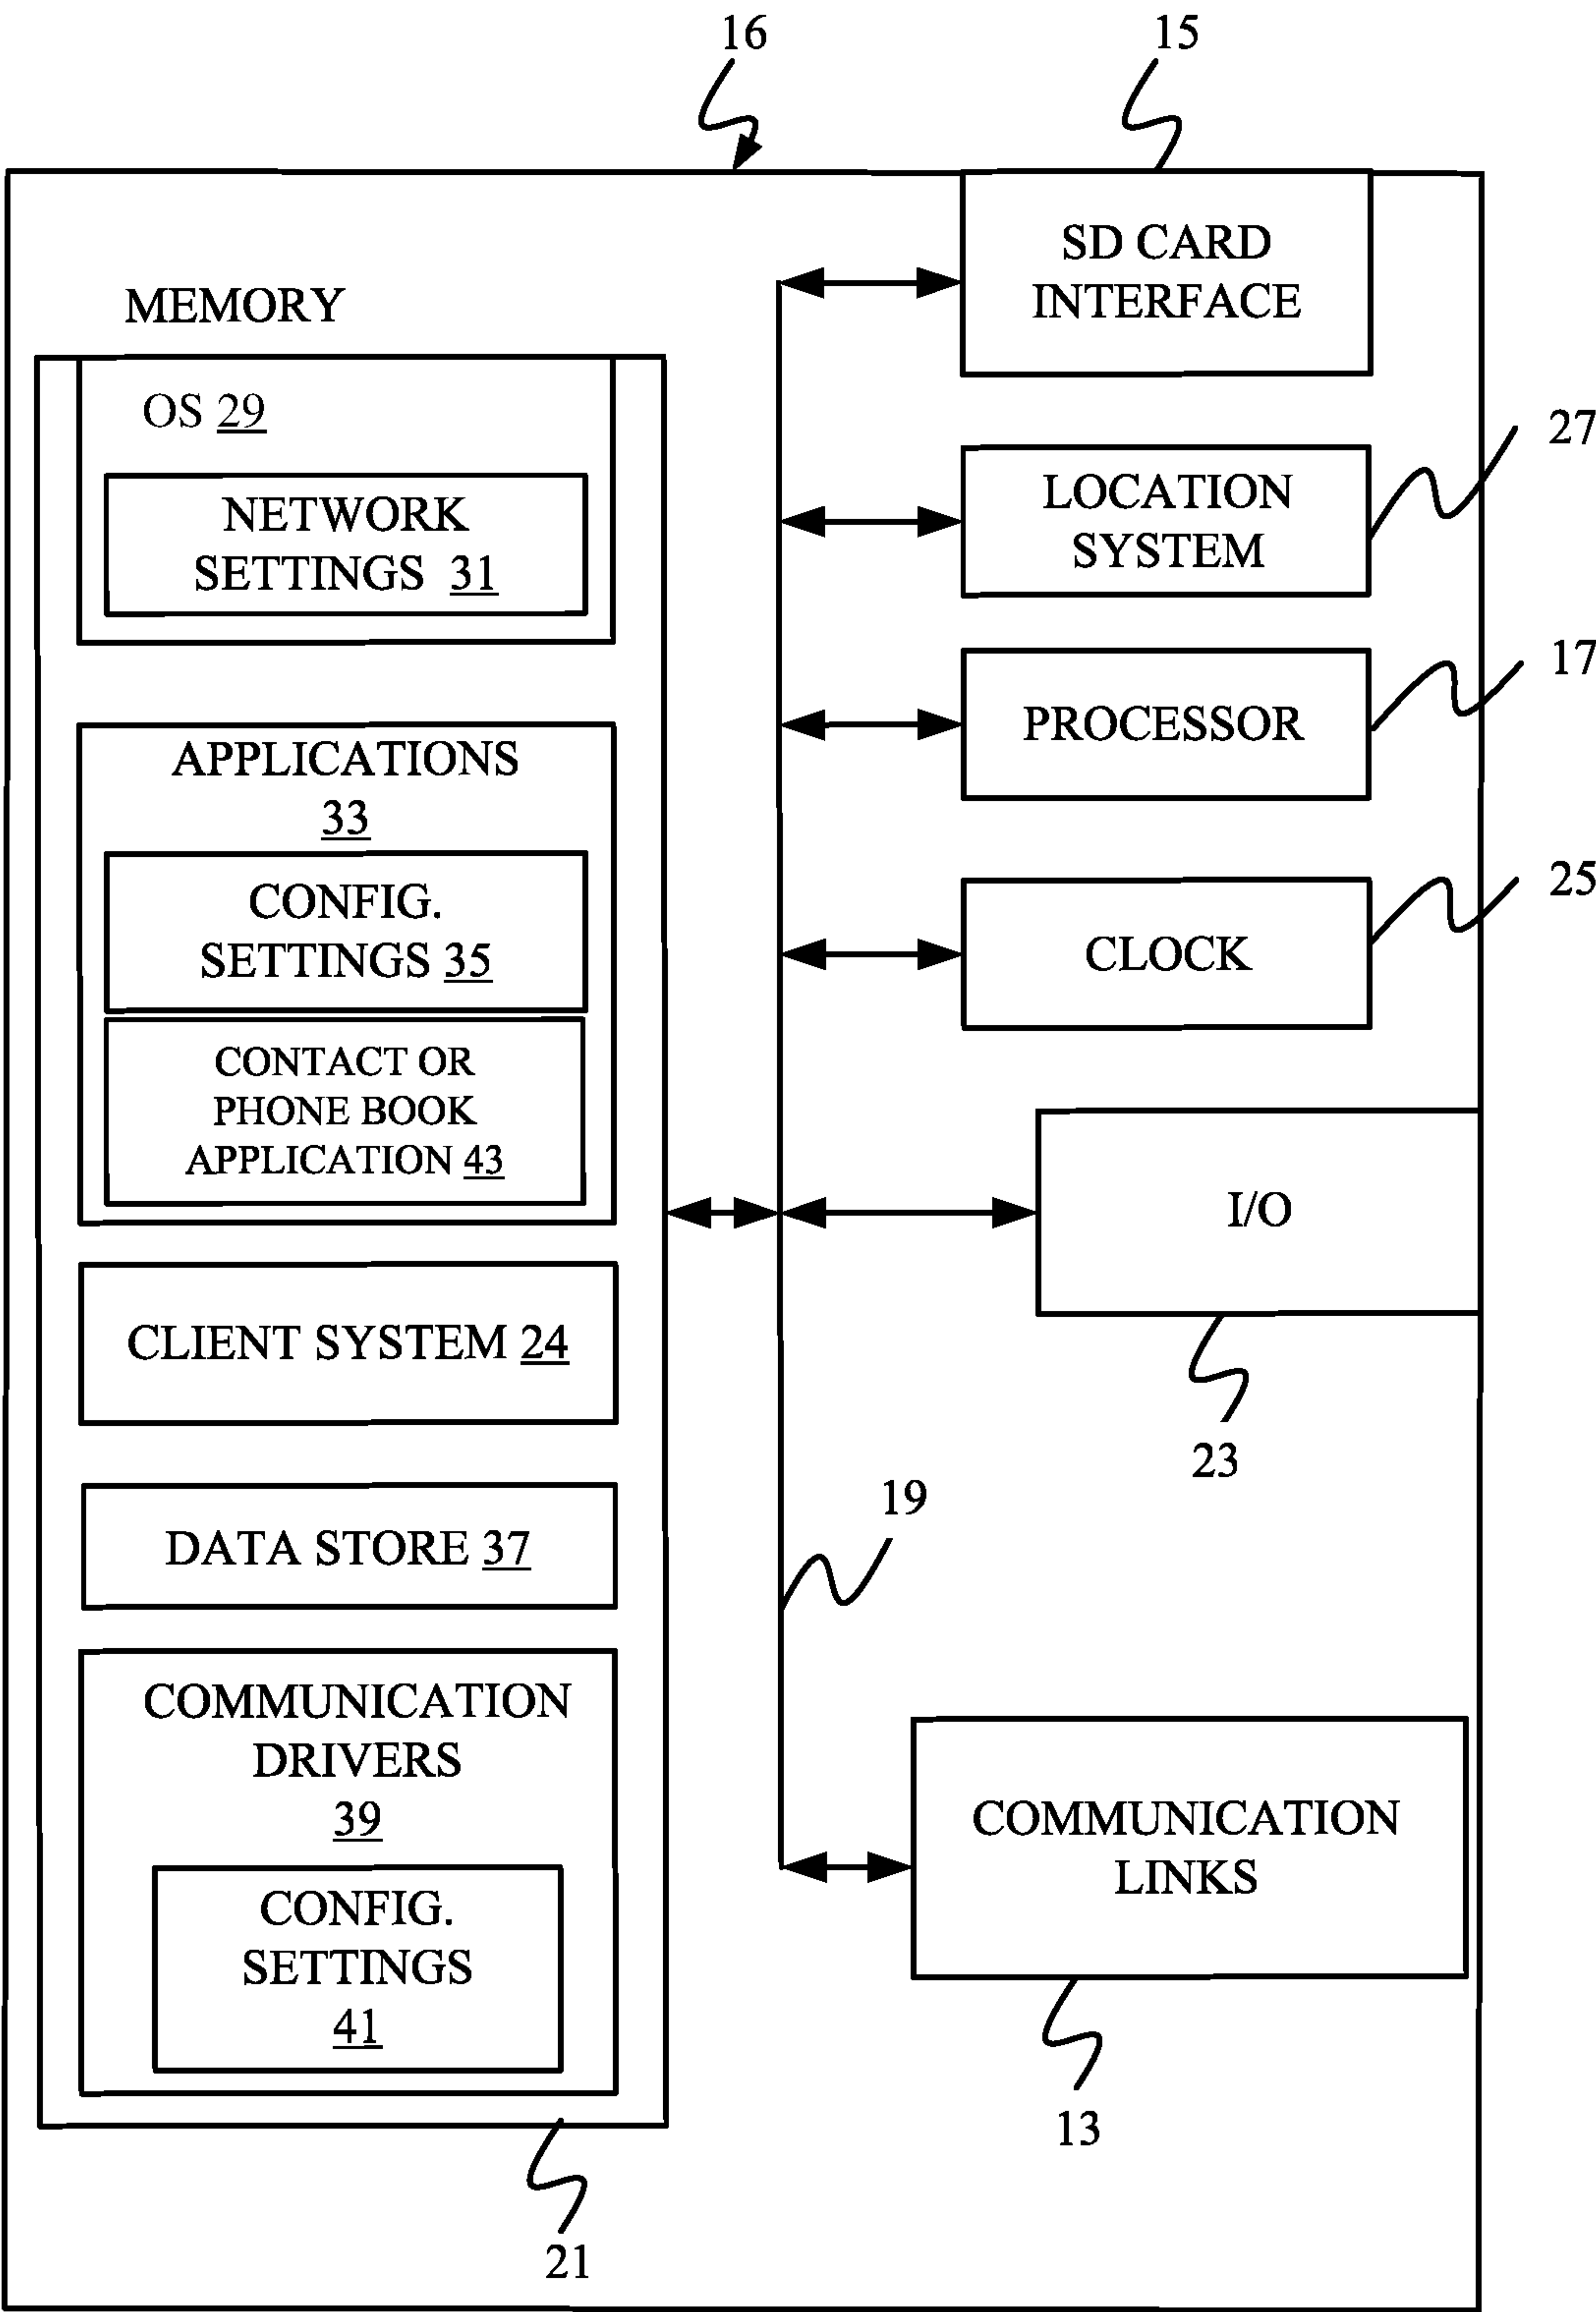 16
15
MEMORY
OS 29
NETWORK
SETTINGS 31
APPLICATIONS
33
CONFIG.
SETTINGS 35
CONTACT OR
PHONE BOOK
APPLICATION 43
CLIENT SYSTEM 24
DATA STORE 37
COMMUNICATION
DRIVERS
39
CONFIG.
SETTINGS
41
21
SD CARD
INTERFACE
LOCATION
SYSTEM
27
PROCESSOR
17
CLOCK
25
I/O
23
19
COMMUNICATION
LINKS
13